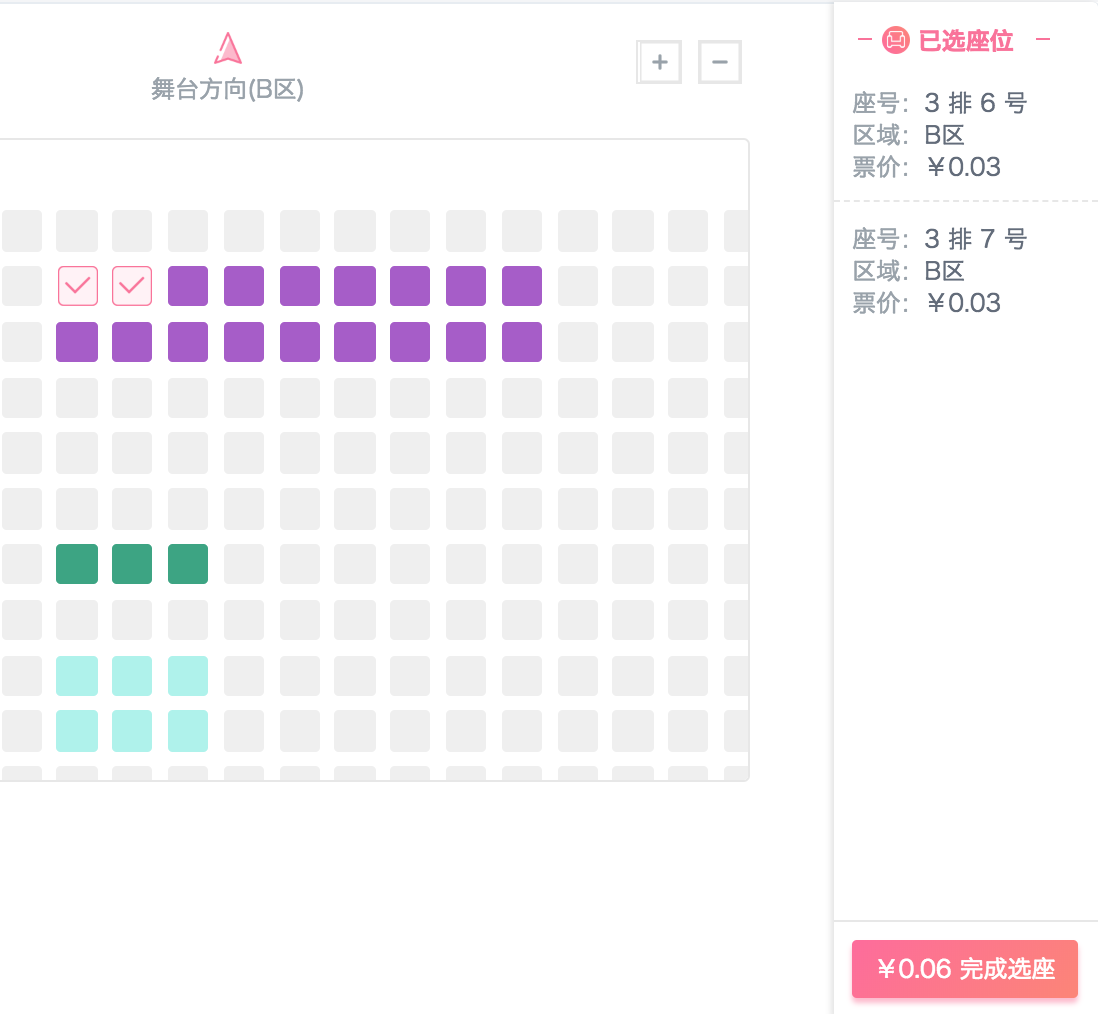 舞台方向(B区)
已选座位
座号： 3 排 6 号
区域： B区
票价： ￥0.03
座号： 3 排 7 号
区域： B区
票价： ￥0.03
￥0.06 完成选座